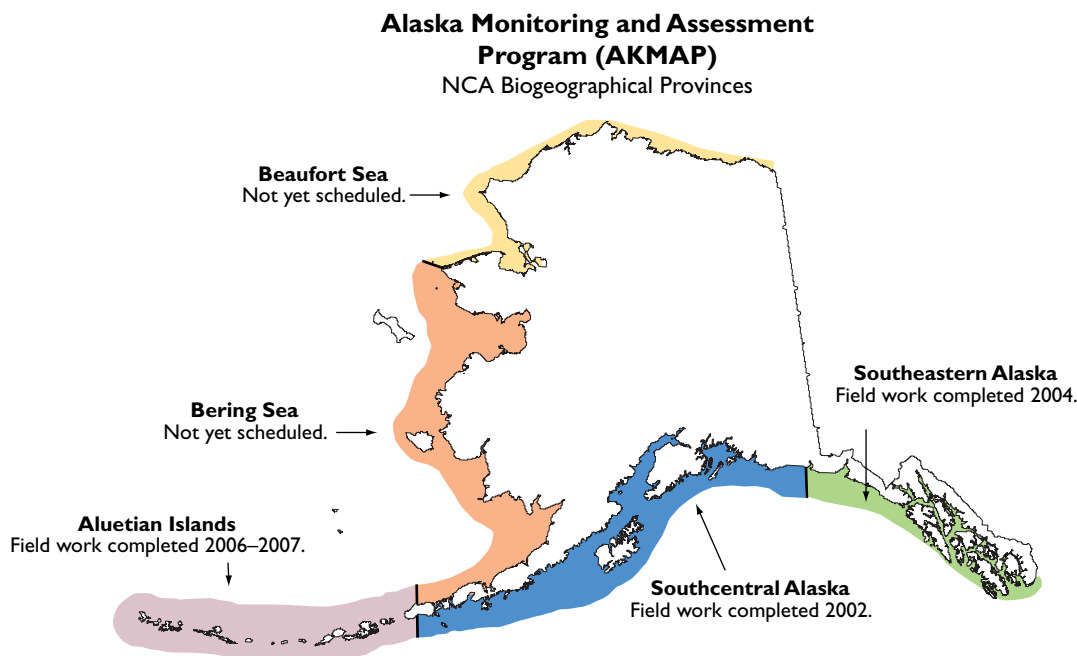 Alaska Monitoring and Assessment
Program (AKMAP)
NCA Biogeographical Provinces
Beaufort Sea
Not yet scheduled.
Southeastern Alaska
Field work completed 2004.
Bering Sea
Not yet scheduled.
Aluetian Islands
Field work completed 2006–2007.
Southcentral Alaska
Field work completed 2002.